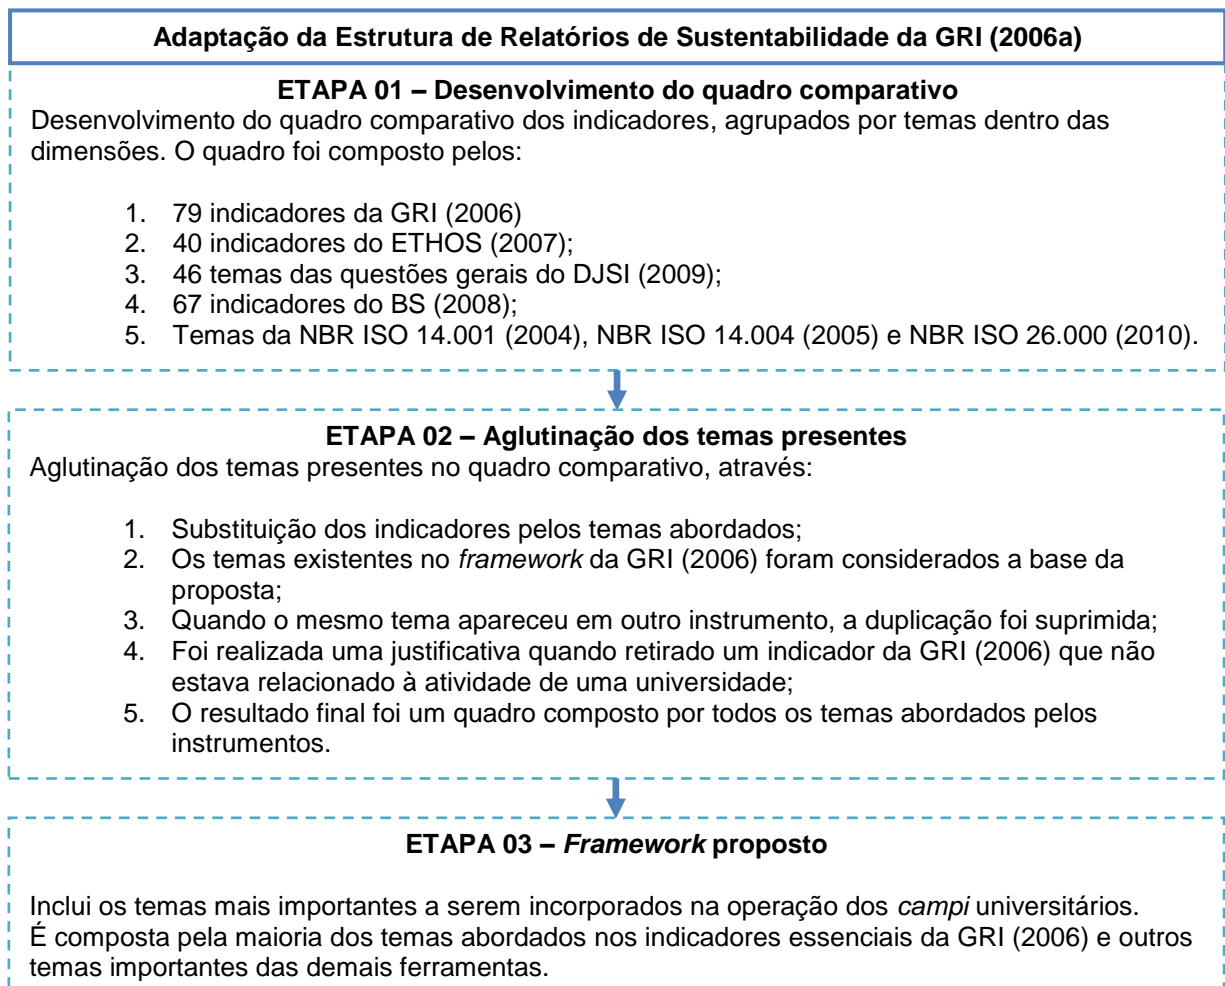 Adaptação da Estrutura de Relatórios de Sustentabilidade da GRI (2006a)
ETAPA 01 – Desenvolvimento do quadro comparativo
Desenvolvimento do quadro comparativo dos indicadores, agrupados por temas dentro das
dimensões. O quadro foi composto pelos:
1. 79 indicadores da GRI (2006)
2. 40 indicadores do ETHOS (2007);
3. 46 temas das questões gerais do DJSI (2009);
4. 67 indicadores do BS (2008);
5. Temas da NBR ISO 14.001 (2004), NBR ISO 14.004 (2005) e NBR ISO 26.000 (2010).
ETAPA 02 – Aglutinação dos temas presentes
Aglutinação dos temas presentes no quadro comparativo, através:
1. Substituição dos indicadores pelos temas abordados;
2. Os temas existentes no framework da GRI (2006) foram considerados a base da
proposta;
3. Quando o mesmo tema apareceu em outro instrumento, a duplicação foi suprimida;
4. Foi realizada uma justificativa quando retirado um indicador da GRI (2006) que não
estava relacionado à atividade de uma universidade;
5. O resultado final foi um quadro composto por todos os temas abordados pelos
instrumentos.
ETAPA 03 – Framework proposto
Inclui os temas mais importantes a serem incorporados na operação dos campi universitários.
É composta pela maioria dos temas abordados nos indicadores essenciais da GRI (2006) e outros
temas importantes das demais ferramentas.